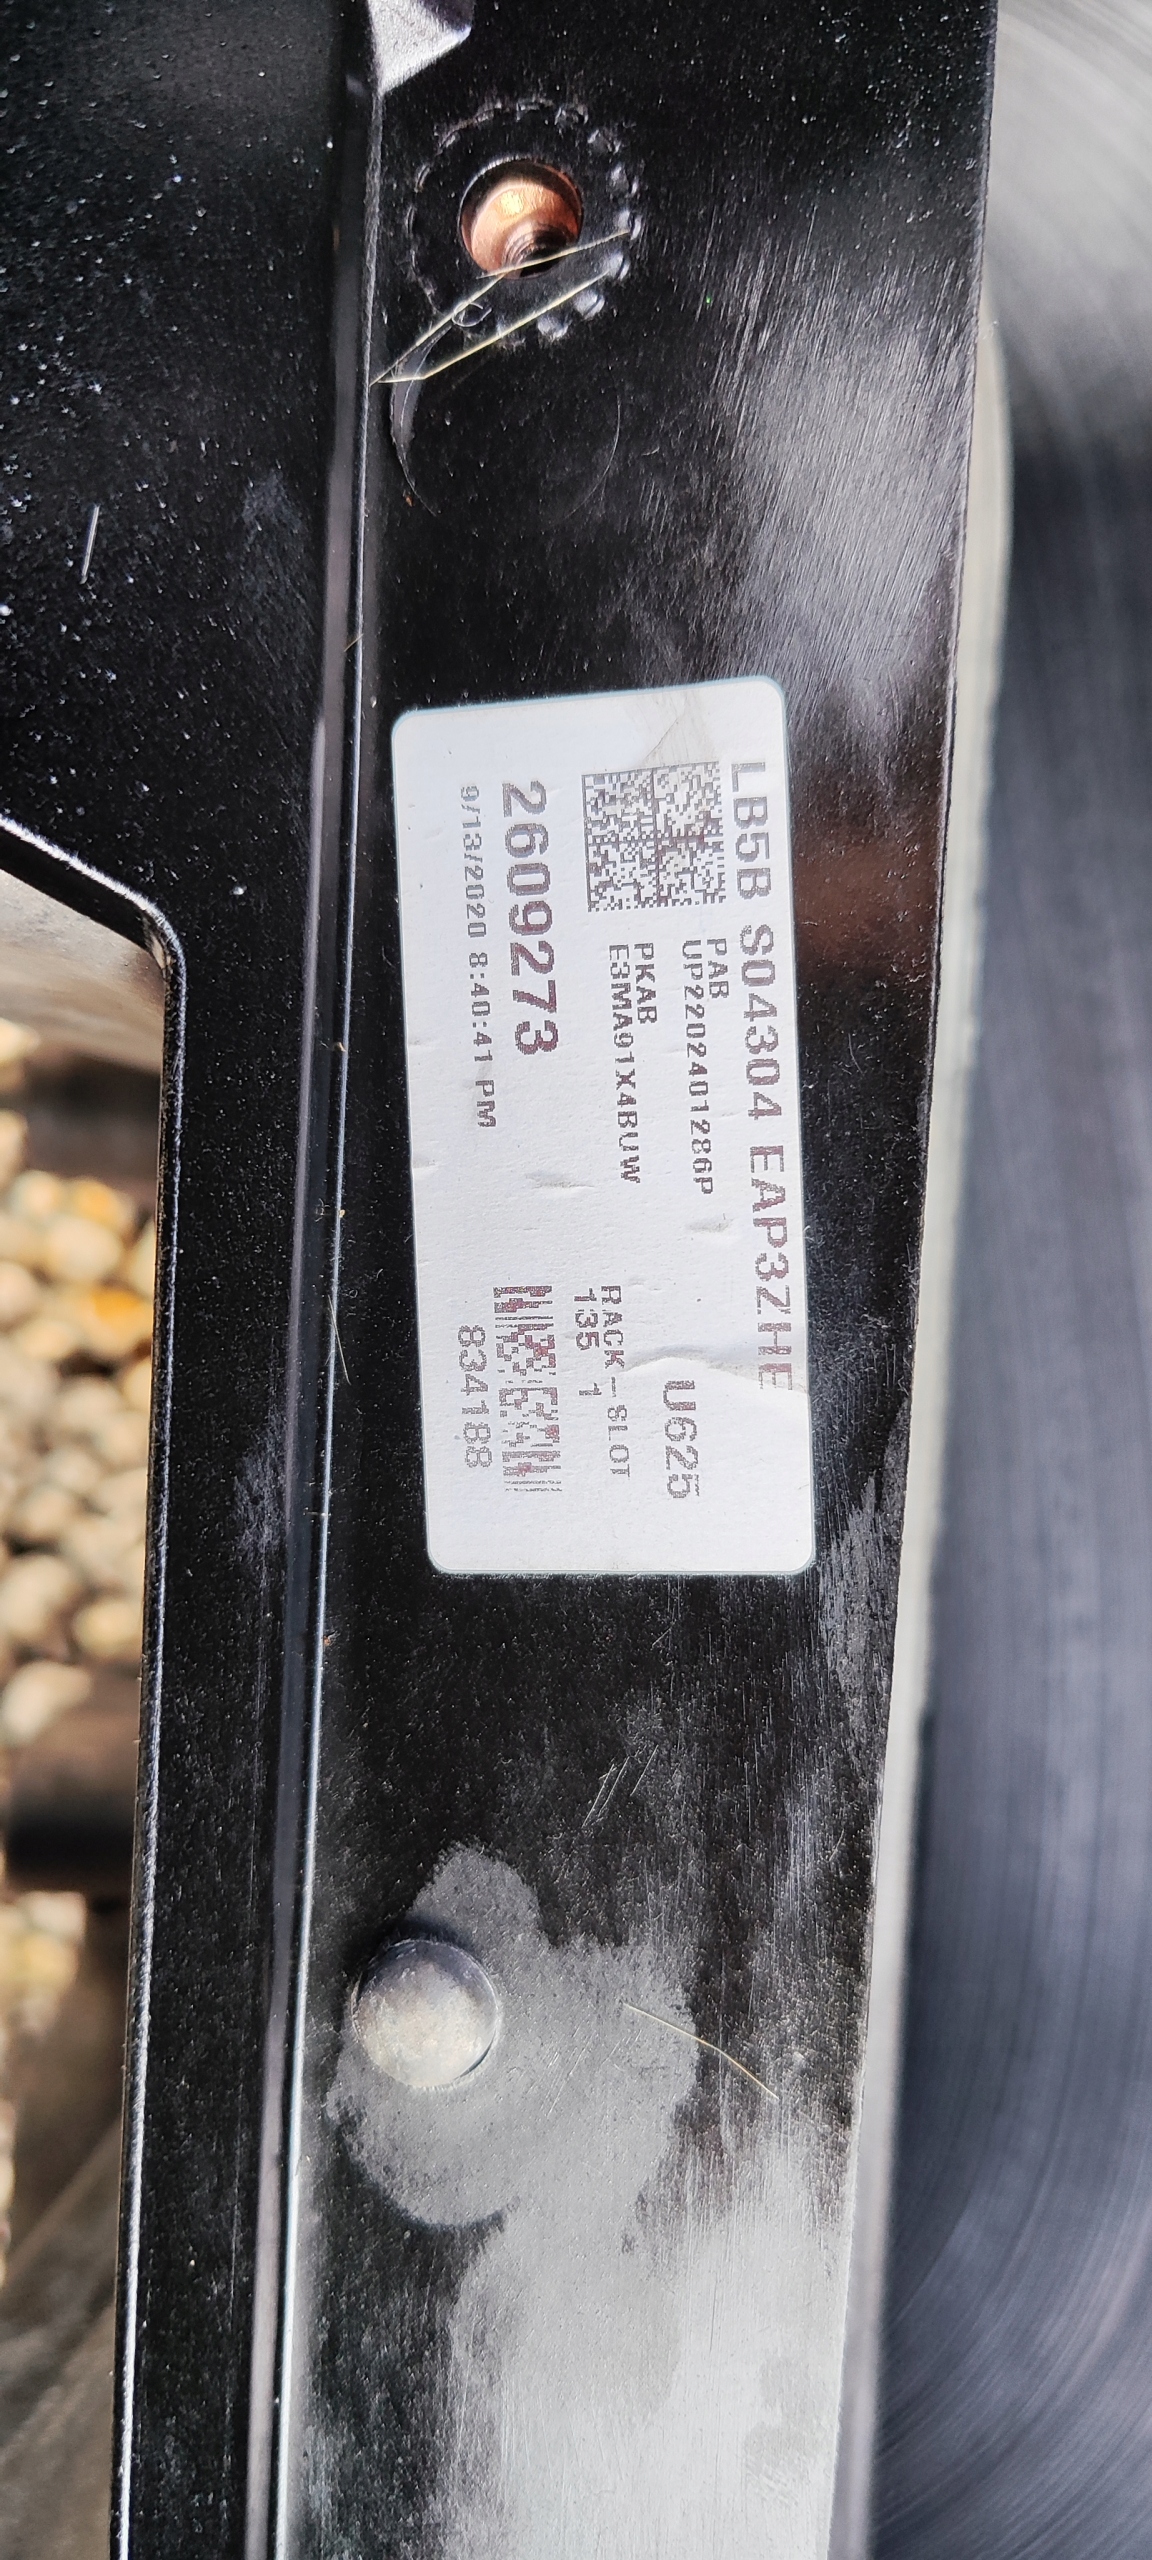 LB5B S04304 EAP3ZHE
PAB
UP220240128GP
U625
PKAB
E3MA91X4BUW
RACK - SLOT
135 1
2609273
9/13/2020 8:40:41 PM
834188